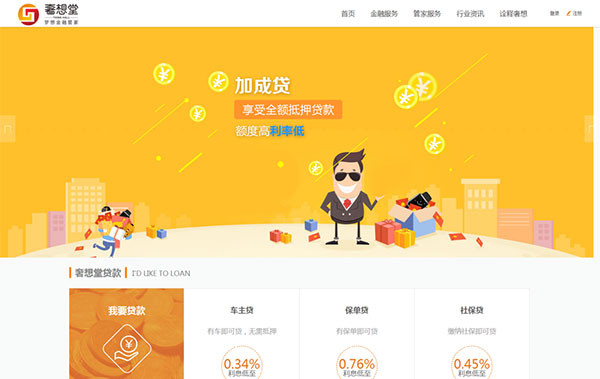 奢想堂
梦想金融管家
首页 金融服务 管家服务 行业资讯 诠释奢想 登录 注册
加成贷
享受全额抵押贷款
额度高利率低
奢想堂贷款 I'D LIKE TO LOAN
我要贷款
车主贷 保单贷 社保贷
有车即可贷，无需抵押 有保单即可贷 缴纳社保即可贷
0.34% 0.76% 0.45%
利息低至 利息低至 利息低至